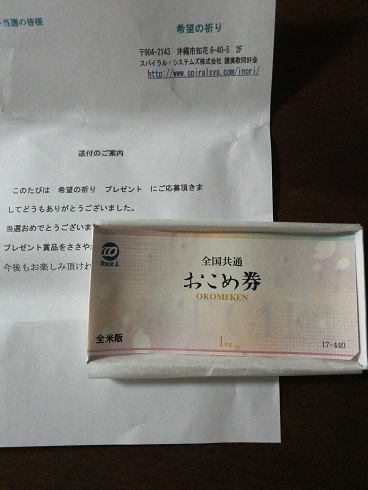 当選の皆様
希望の祈り
〒904-2143 沖縄市知花6-40-5 2F
スパイラル・システムズ株式会社 讃美歌同好会
http://www.spiralsys.com/inori/
送付のご案内
このたびは 希望の祈り プレゼント にご応募頂きま
してどうもありがとうございました。
当選おめでとうございま
プレゼント賞品をささや
今後もお楽しみ頂けれ
RICE J.
全国共通
おこめ券
OKOMEKEN
全米販
1kg
17-440